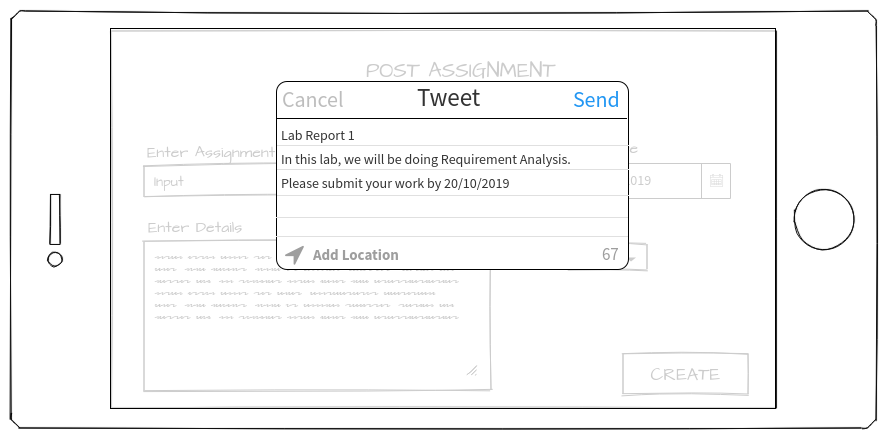 POST ASSIGNMENT
Cancel Tweet Send
Lab Report 1
In this lab, we will be doing Requirement Analysis.
Please submit your work by 20/10/2019
Add Location 67
Enter Assignment
Input
019
Enter Details
CREATE